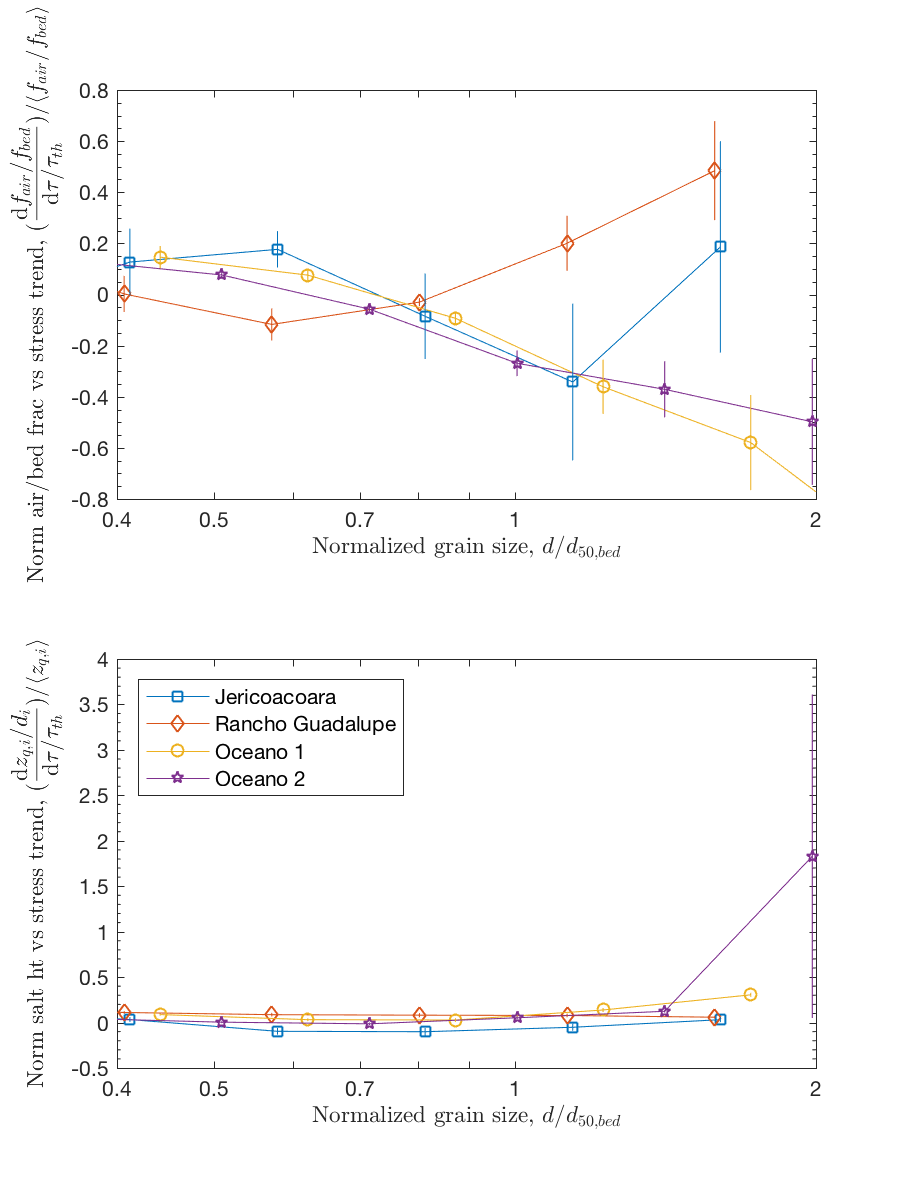 Norm air/bed frac vs stress trend, (df_air/f_bed / dτ/τ_th)/⟨f_air/f_bed⟩
0.8
0.6
0.4
0.2
0
-0.2
-0.4
-0.6
-0.8
0.4 0.5 0.7 1 2
Normalized grain size, d/d_50,bed
Norm salt ht vs stress trend, (dz_q,i/d_i / dτ/τ_th)/⟨z_q,i⟩
4
3.5
3
2.5
2
1.5
1
0.5
0
-0.5
Jericoacoara
Rancho Guadalupe
Oceano 1
Oceano 2
0.4 0.5 0.7 1 2
Normalized grain size, d/d_50,bed